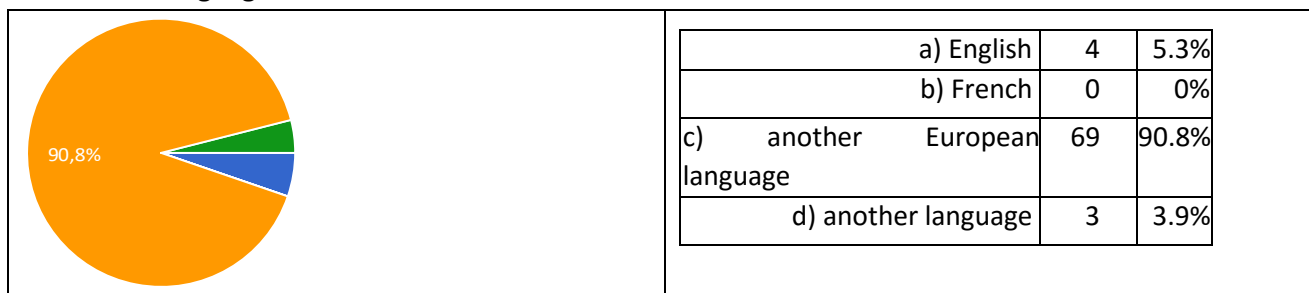 90,8%
a) English 4 5.3%
b) French 0 0%
c) another European 69 90.8%
language
d) another language 3 3.9%